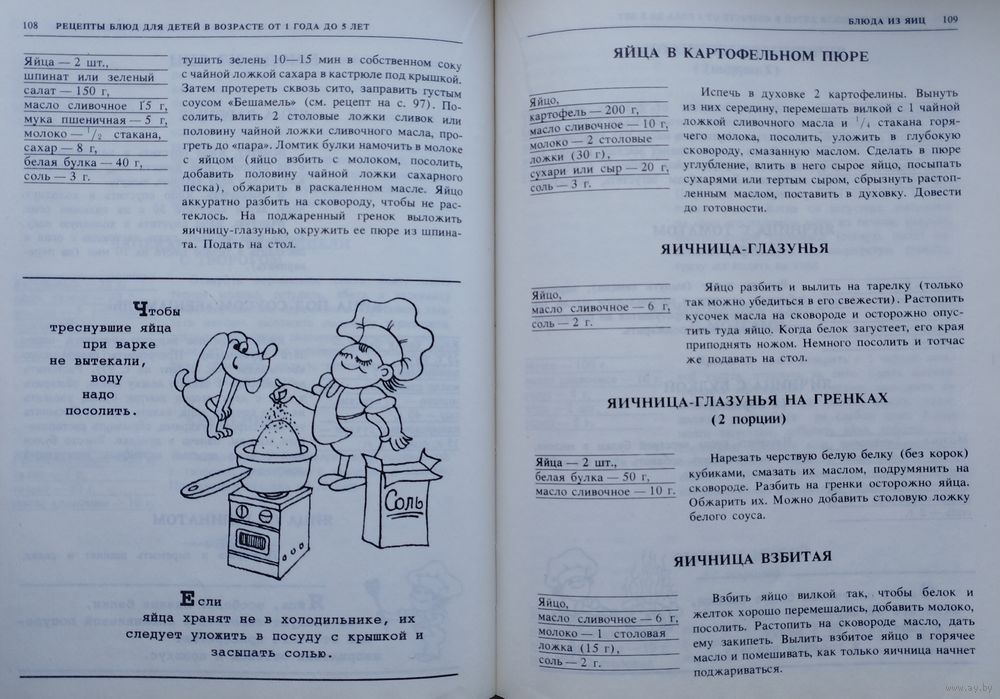 108 РЕЦЕПТЫ БЛЮД ДЛЯ ДЕТЕЙ В ВОЗРАСТЕ ОТ 1 ГОДА ДО 5 ЛЕТ
Яйца — 2 шт.,
шпинат или зеленый
салат — 150 г,
масло сливочное 15 г,
мука пшеничная — 5 г,
молоко — 1/2 стакана,
сахар — 8 г,
белая булка — 40 г,
соль — 3 г.
тушить зелень 10—15 мин в собственном соку
с чайной ложкой сахара в кастрюле под крышкой.
Затем протереть сквозь сито, заправить густым
соусом «Бешамель» (см. рецепт на с. 97). По-
солить, влить 2 столовые ложки сливок или
половину чайной ложки сливочного масла, про-
греть до «пара». Ломтик булки намочить в молоке
с яйцом (яйцо взбить с молоком, посолить,
добавить половину чайной ложки сахарного
песка), обжарить в раскаленном масле. Яйцо
аккуратно разбить на сковороду, чтобы не рас-
теклось. На поджаренный гренок выложить
яичницу-глазунью, окружить ее пюре из шпина-
та. Подать на стол.
Чтобы
треснувшие яйца
при варке
не вытекали,
воду
надо
посолить.
Соль
Если
яйца хранят не в холодильнике, их
следует уложить в посуду с крышкой и
засыпать солью.
БЛЮДА ИЗ ЯИЦ 109
ЯЙЦА В КАРТОФЕЛЬНОМ ПЮРЕ
Яйцо,
картофель — 200 г,
масло сливочное — 10 г,
молоко — 2 столовые
ложки (30 г),
сухари или сыр — 20 г,
соль — 3 г.
Испечь в духовке 2 картофелины. Вынуть
из них середину, перемешать вилкой с 1 чайной
ложкой сливочного масла и 1/4 стакана горя-
чего молока, посолить, уложить в глубокую
сковороду, смазанную маслом. Сделать в пюре
углубление, влить в него сырое яйцо, посыпать
сухарями или тертым сыром, сбрызнуть растоп-
ленным маслом, поставить в духовку. Довести
до готовности.
ЯИЧНИЦА-ГЛАЗУНЬЯ
Яйцо,
масло сливочное — 6 г,
соль — 2 г.
Яйцо разбить и вылить на тарелку (только
так можно убедиться в его свежести). Растопить
кусочек масла на сковороде и осторожно опус-
тить туда яйцо. Когда белок загустеет, его края
приподнять ножом. Немного посолить и тотчас
же подавать на стол.
ЯИЧНИЦА-ГЛАЗУНЬЯ НА ГРЕНКАХ
(2 порции)
Яйца — 2 шт.,
белая булка — 50 г,
масло сливочное — 10 г.
Нарезать черствую белую белку (без корок)
кубиками, смазать их маслом, подрумянить на
сковороде. Разбить на гренки осторожно яйца.
Обжарить их. Можно добавить столовую ложку
белого соуса.
ЯИЧНИЦА ВЗБИТАЯ
Яйцо,
масло сливочное — 6 г,
молоко — 1 столовая
ложка (15 г),
соль — 2 г.
Взбить яйцо вилкой так, чтобы белок и
желток хорошо перемешались, добавить молоко,
посолить. Растопить на сковороде масло, дать
ему закипеть. Вылить взбитое яйцо в горячее
масло и помешивать, как только яичница начнет
поджариваться.
www.ay.by